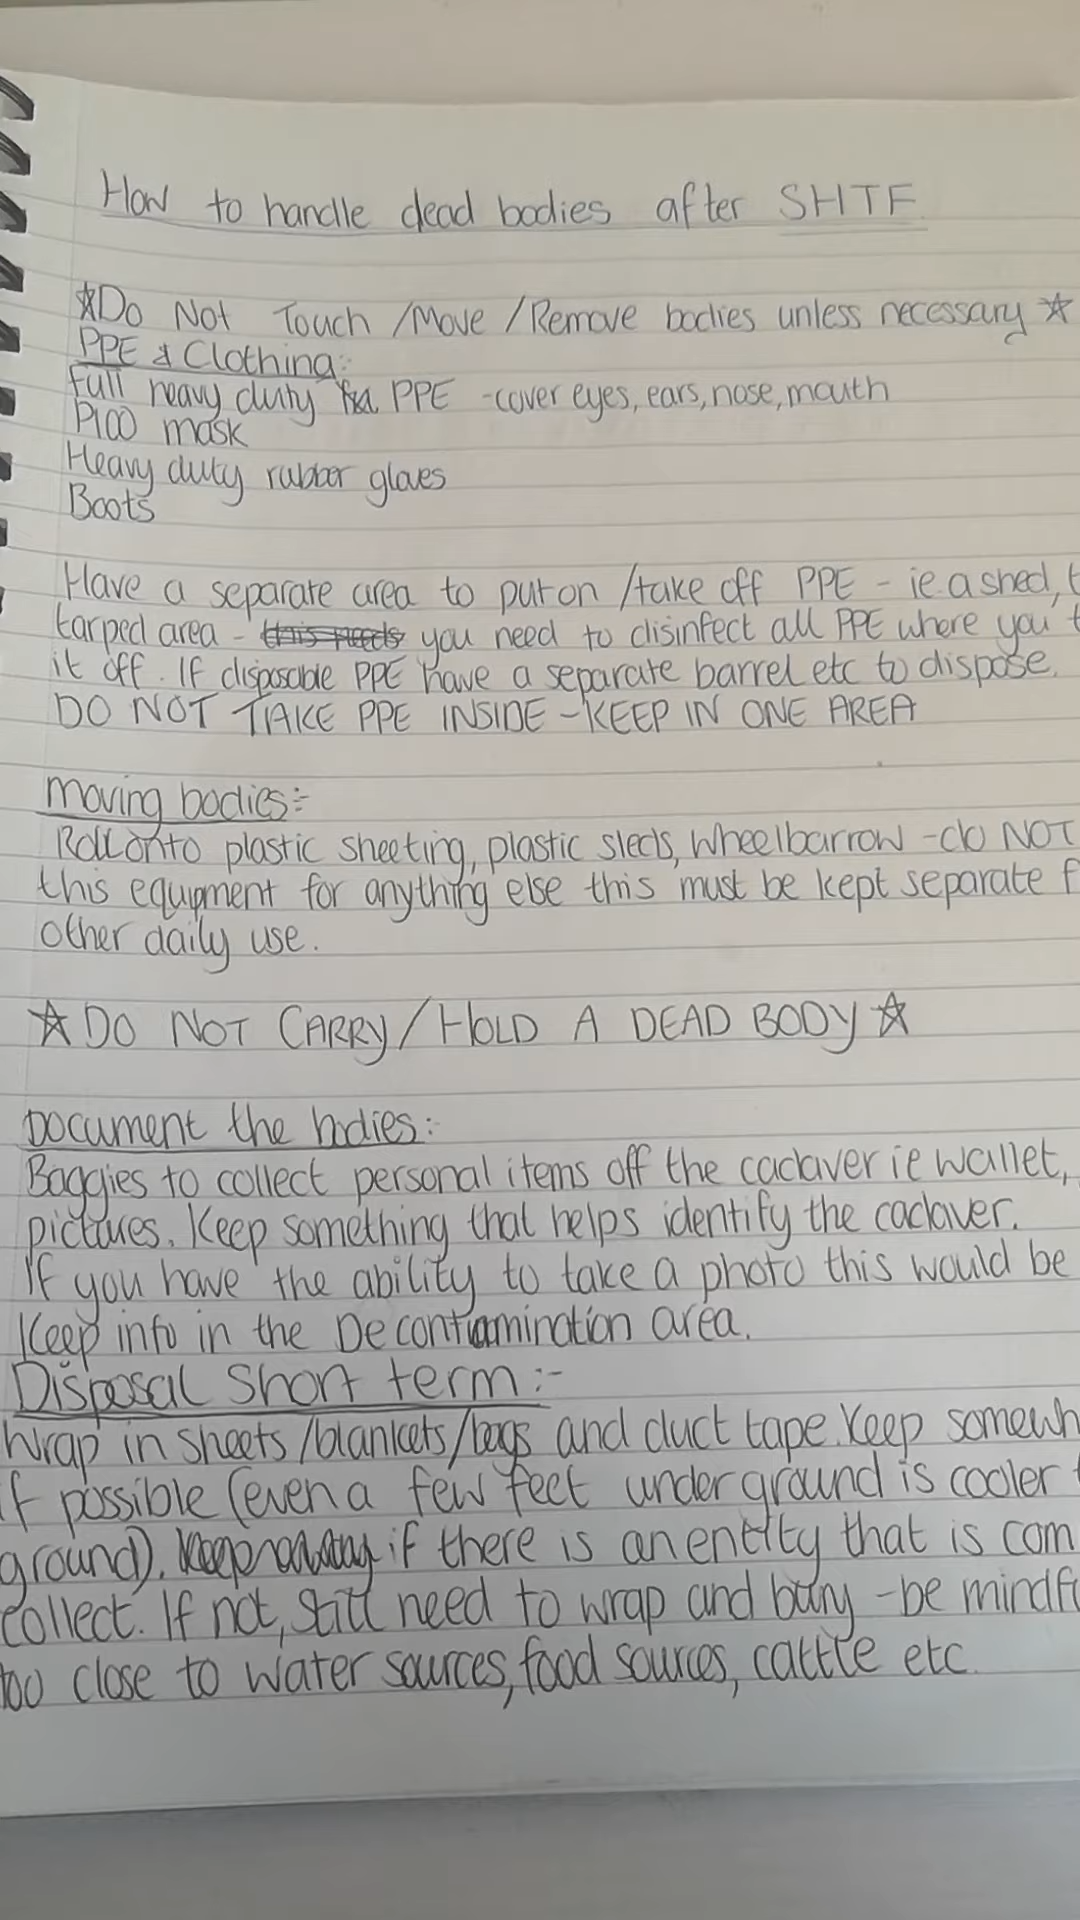 How to handle dead bodies after SHTF
☆Do Not Touch /Move /Remove bodies unless necessary ☆
PPE & Clothing:-
Full heavy duty PPE - cover eyes, ears, nose, mouth
P100 mask
Heavy duty rubber gloves
Boots
Have a separate area to put on /take off PPE - ie. a shed,
tarped area - this needs you need to disinfect all PPE where you
it off. If disposable PPE have a separate barrel etc to dispose.
DO NOT TAKE PPE INSIDE - KEEP IN ONE AREA
Moving bodies:-
Roll onto plastic sheeting, plastic sleds, wheelbarrow - do NOT
this equipment for anything else this must be kept separate
other daily use.
☆ DO NOT CARRY/HOLD A DEAD BODY ☆
Document the bodies:-
Baggies to collect personal items off the cadaver ie wallet,
pictures. Keep something that helps identify the cadaver.
If you have the ability to take a photo this would be
Keep info in the Decontamination area.
Disposal Short term:-
Wrap in sheets /blankets/bags and duct tape. Keep
if possible (even a few feet underground is cooler
ground). if there is an entity that is
collect. If not, still need to wrap and bury - be
too close to water sources, food sources, cattle etc.